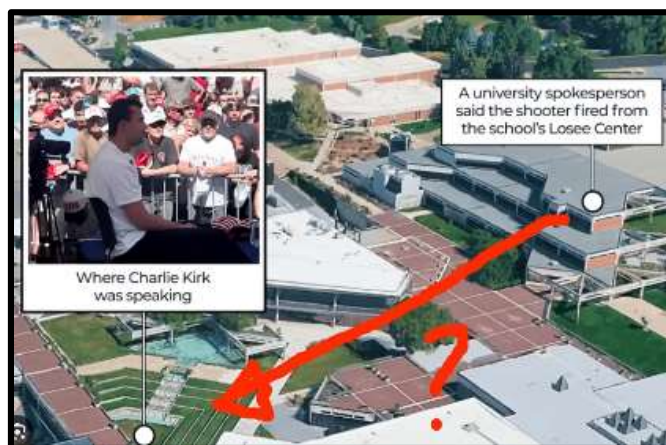 A university spokesperson
said the shooter fired from
the school's Losee Center
Where Charlie Kirk
was speaking
?